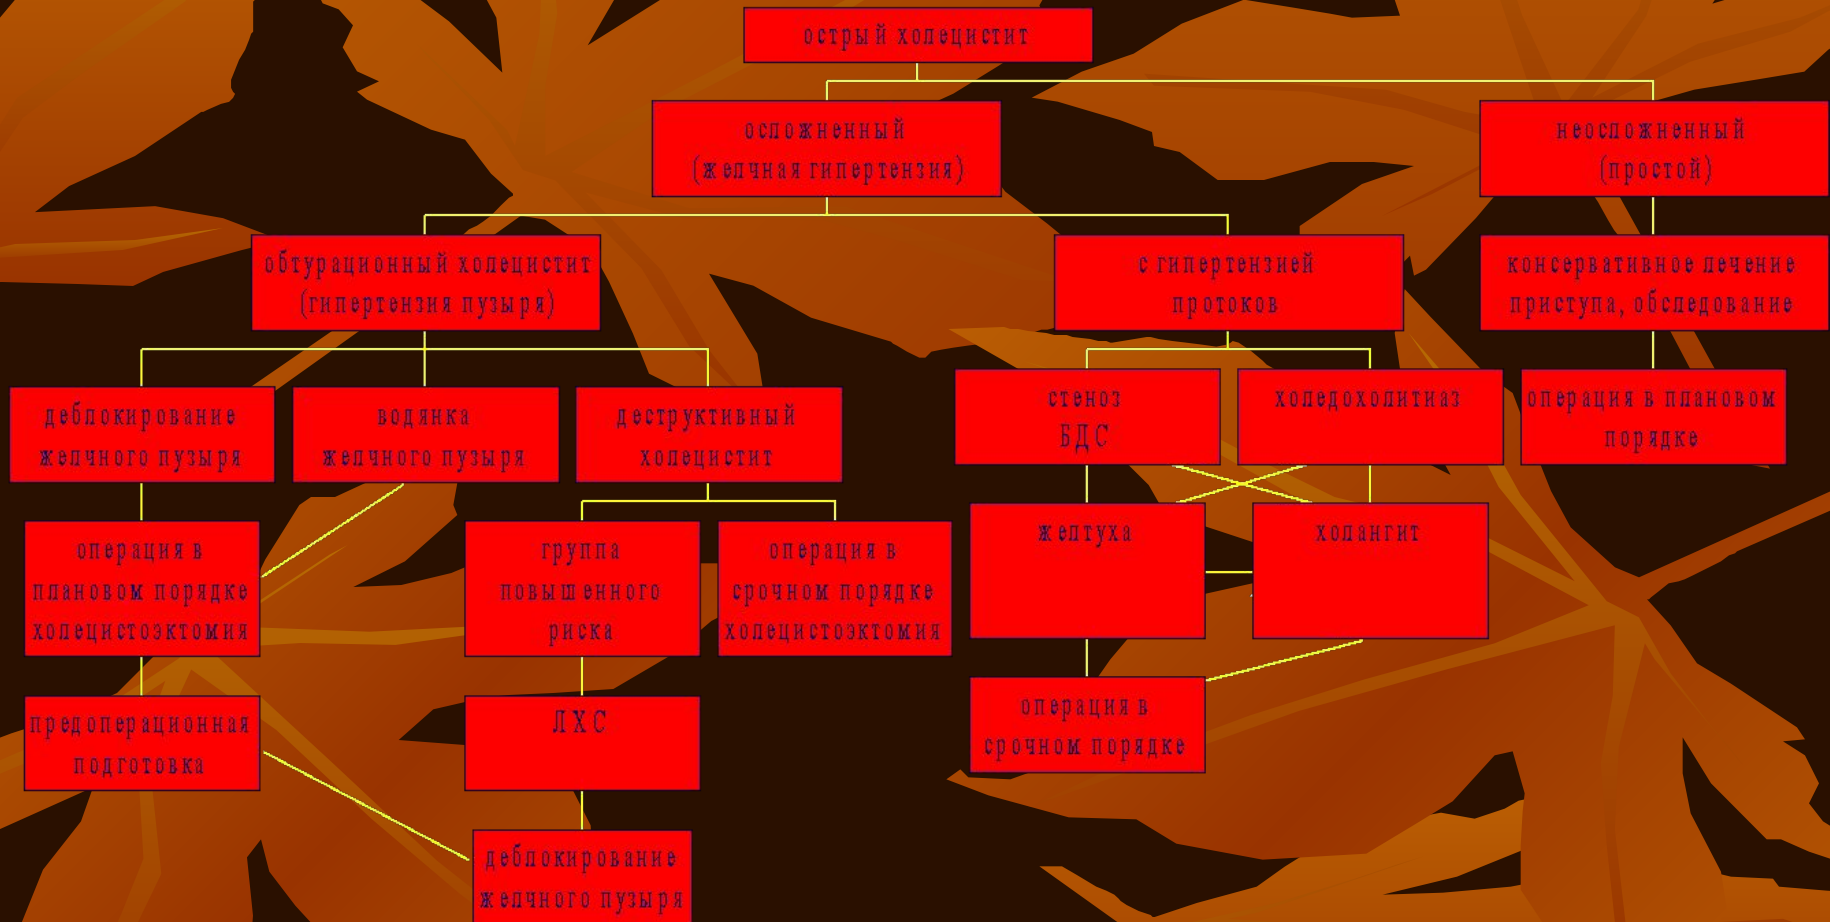 острый холецистит
осложненный
(желчная гипертензия)
неосложненный
(простой)
обтурационный холецистит
(гипертензия пузыря)
с гипертензией
протоков
консервативное лечение
приступа, обследование
деблокирование
желчного пузыря
водянка
желчного пузыря
деструктивный
холецистит
стеноз
БДС
холедохолитиаз
операция в плановом
порядке
операция в
плановом порядке
холецистоэктомия
группа
повышенного
риска
операция в
срочном порядке
холецистоэктомия
желтуха
холангит
предоперационная
подготовка
ЛХС
операция в
срочном порядке
деблокирование
желчного пузыря